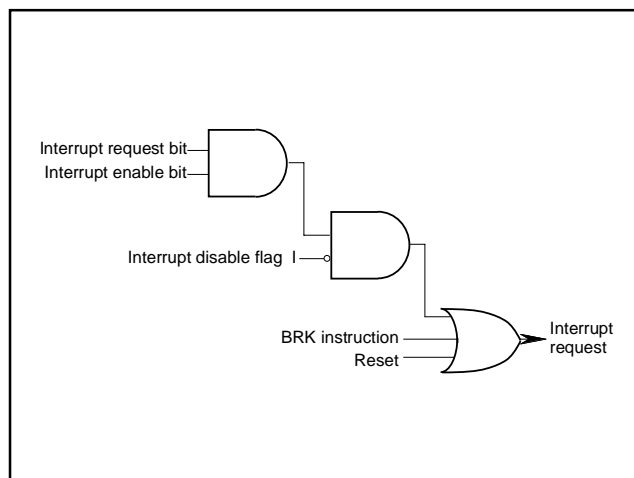 Interrupt request bit
Interrupt enable bit
Interrupt disable flag I
BRK instruction
Reset
Interrupt
request